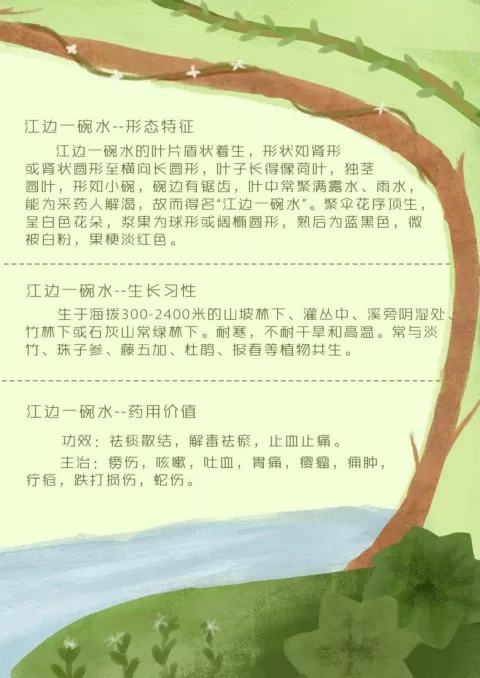 江边一碗水--形态特征
江边一碗水的叶片盾状着生，形状如肾形
或肾状圆形至横向长圆形，叶子长得像荷叶，独茎
圆叶，形如小碗，碗边有锯齿，叶中常聚满露水、雨水，
能为采药人解渴，故而得名“江边一碗水”。聚伞花序顶生，
呈白色花朵，浆果为球形或阔椭圆形，熟后为蓝黑色，微
被白粉，果梗淡红色。
江边一碗水--生长习性
生于海拔300-2400米的山坡林下、灌丛中、溪旁阴湿处、
竹林下或石灰山常绿林下。耐寒，不耐干旱和高温。常与淡
竹、珠子参、藤五加、杜鹃、报春等植物共生。
江边一碗水--药用价值
功效：祛痰散结，解毒祛瘀，止血止痛。
主治：痨伤，咳嗽，吐血，胃痛，瘿瘤，痈肿，
疔疮，跌打损伤，蛇伤。